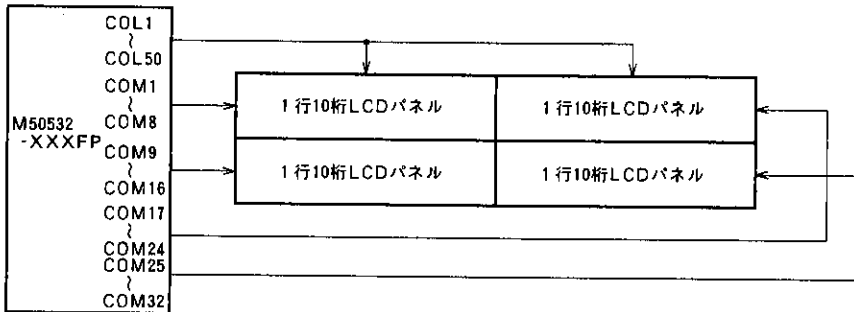 COL1
~
COL50
COM1
~
COM8
M50532
-XXXFP
COM9
~
COM16
COM17
~
COM24
COM25
~
COM32
1行10桁LCDパネル
1行10桁LCDパネル
1行10桁LCDパネル
1行10桁LCDパネル